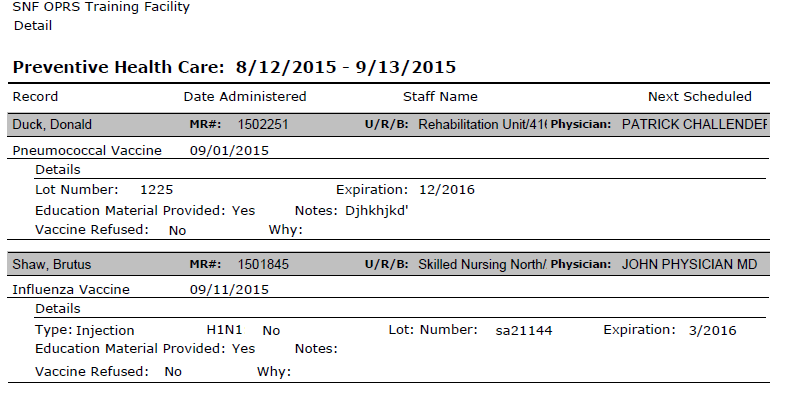 SNF OPRS Training Facility
Detail
Preventive Health Care: 8/12/2015 - 9/13/2015
Record Date Administered Staff Name Next Scheduled
Duck, Donald MR#: 1502251 U/R/B: Rehabilitation Unit/41 Physician: PATRICK CHALLENDER
Pneumococcal Vaccine 09/01/2015
Details
Lot Number: 1225 Expiration: 12/2016
Education Material Provided: Yes Notes: Djhkhjkd'
Vaccine Refused: No Why:
Shaw, Brutus MR#: 1501845 U/R/B: Skilled Nursing North/ Physician: JOHN PHYSICIAN MD
Influenza Vaccine 09/11/2015
Details
Type: Injection H1N1 No Lot: Number: sa21144 Expiration: 3/2016
Education Material Provided: Yes Notes:
Vaccine Refused: No Why: